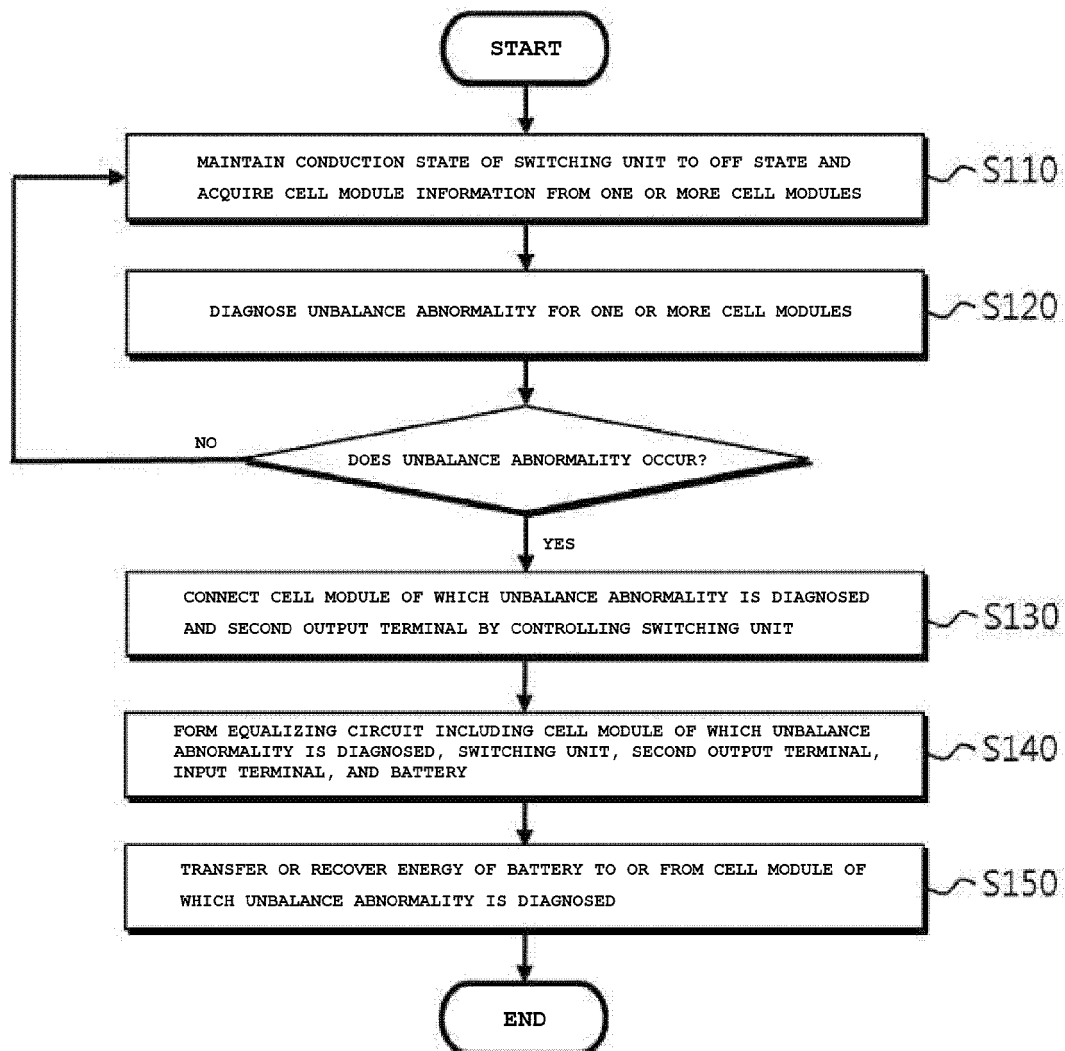 START
MAINTAIN CONDUCTION STATE OF SWITCHING UNIT TO OFF STATE AND
ACQUIRE CELL MODULE INFORMATION FROM ONE OR MORE CELL MODULES
S110
DIAGNOSE UNBALANCE ABNORMALITY FOR ONE OR MORE CELL MODULES
S120
NO
DOES UNBALANCE ABNORMALITY OCCUR?
YES
CONNECT CELL MODULE OF WHICH UNBALANCE ABNORMALITY IS DIAGNOSED
AND SECOND OUTPUT TERMINAL BY CONTROLLING SWITCHING UNIT
S130
FORM EQUALIZING CIRCUIT INCLUDING CELL MODULE OF WHICH UNBALANCE
ABNORMALITY IS DIAGNOSED, SWITCHING UNIT, SECOND OUTPUT TERMINAL,
INPUT TERMINAL, AND BATTERY
S140
TRANSFER OR RECOVER ENERGY OF BATTERY TO OR FROM CELL MODULE OF
WHICH UNBALANCE ABNORMALITY IS DIAGNOSED
S150
END